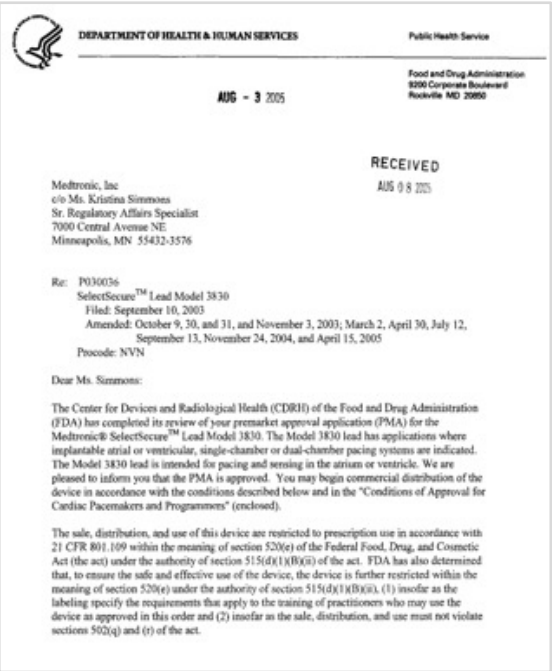 DEPARTMENT OF HEALTH & HUMAN SERVICES
Public Health Service
Food and Drug Administration
9200 Corporate Boulevard
Rockville MD 20850
AUG - 3 2005
RECEIVED
AUG 08 2005
Medtronic, Inc
c/o Ms. Kristina Simmons
Sr. Regulatory Affairs Specialist
7000 Central Avenue NE
Minneapolis, MN 55432-3576
Re: P030036
SelectSecure™ Lead Model 3830
Filed: September 10, 2003
Amended: October 9, 30, and 31, and November 3, 2003; March 2, April 30, July 12,
September 13, November 24, 2004, and April 15, 2005
Procode: NVN
Dear Ms. Simmons:
The Center for Devices and Radiological Health (CDRH) of the Food and Drug Administration
(FDA) has completed its review of your premarket approval application (PMA) for the
Medtronic® SelectSecure™ Lead Model 3830. The Model 3830 lead has applications where
implantable atrial or ventricular, single-chamber or dual-chamber pacing systems are indicated.
The Model 3830 lead is intended for pacing and sensing in the atrium or ventricle. We are
pleased to inform you that the PMA is approved. You may begin commercial distribution of the
device in accordance with the conditions described below and in the "Conditions of Approval for
Cardiac Pacemakers and Programmers" (enclosed).
The sale, distribution, and use of this device are restricted to prescription use in accordance with
21 CFR 801.109 within the meaning of section 520(e) of the Federal Food, Drug, and Cosmetic
Act (the act) under the authority of section 515(d)(1)(B)(ii) of the act. FDA has also determined
that, to ensure the safe and effective use of the device, the device is further restricted within the
meaning of section 520(e) under the authority of section 515(d)(1)(B)(ii), (1) insofar as the
labeling specify the requirements that apply to the training of practitioners who may use the
device as approved in this order and (2) insofar as the sale, distribution, and use must not violate
sections 502(q) and (r) of the act.